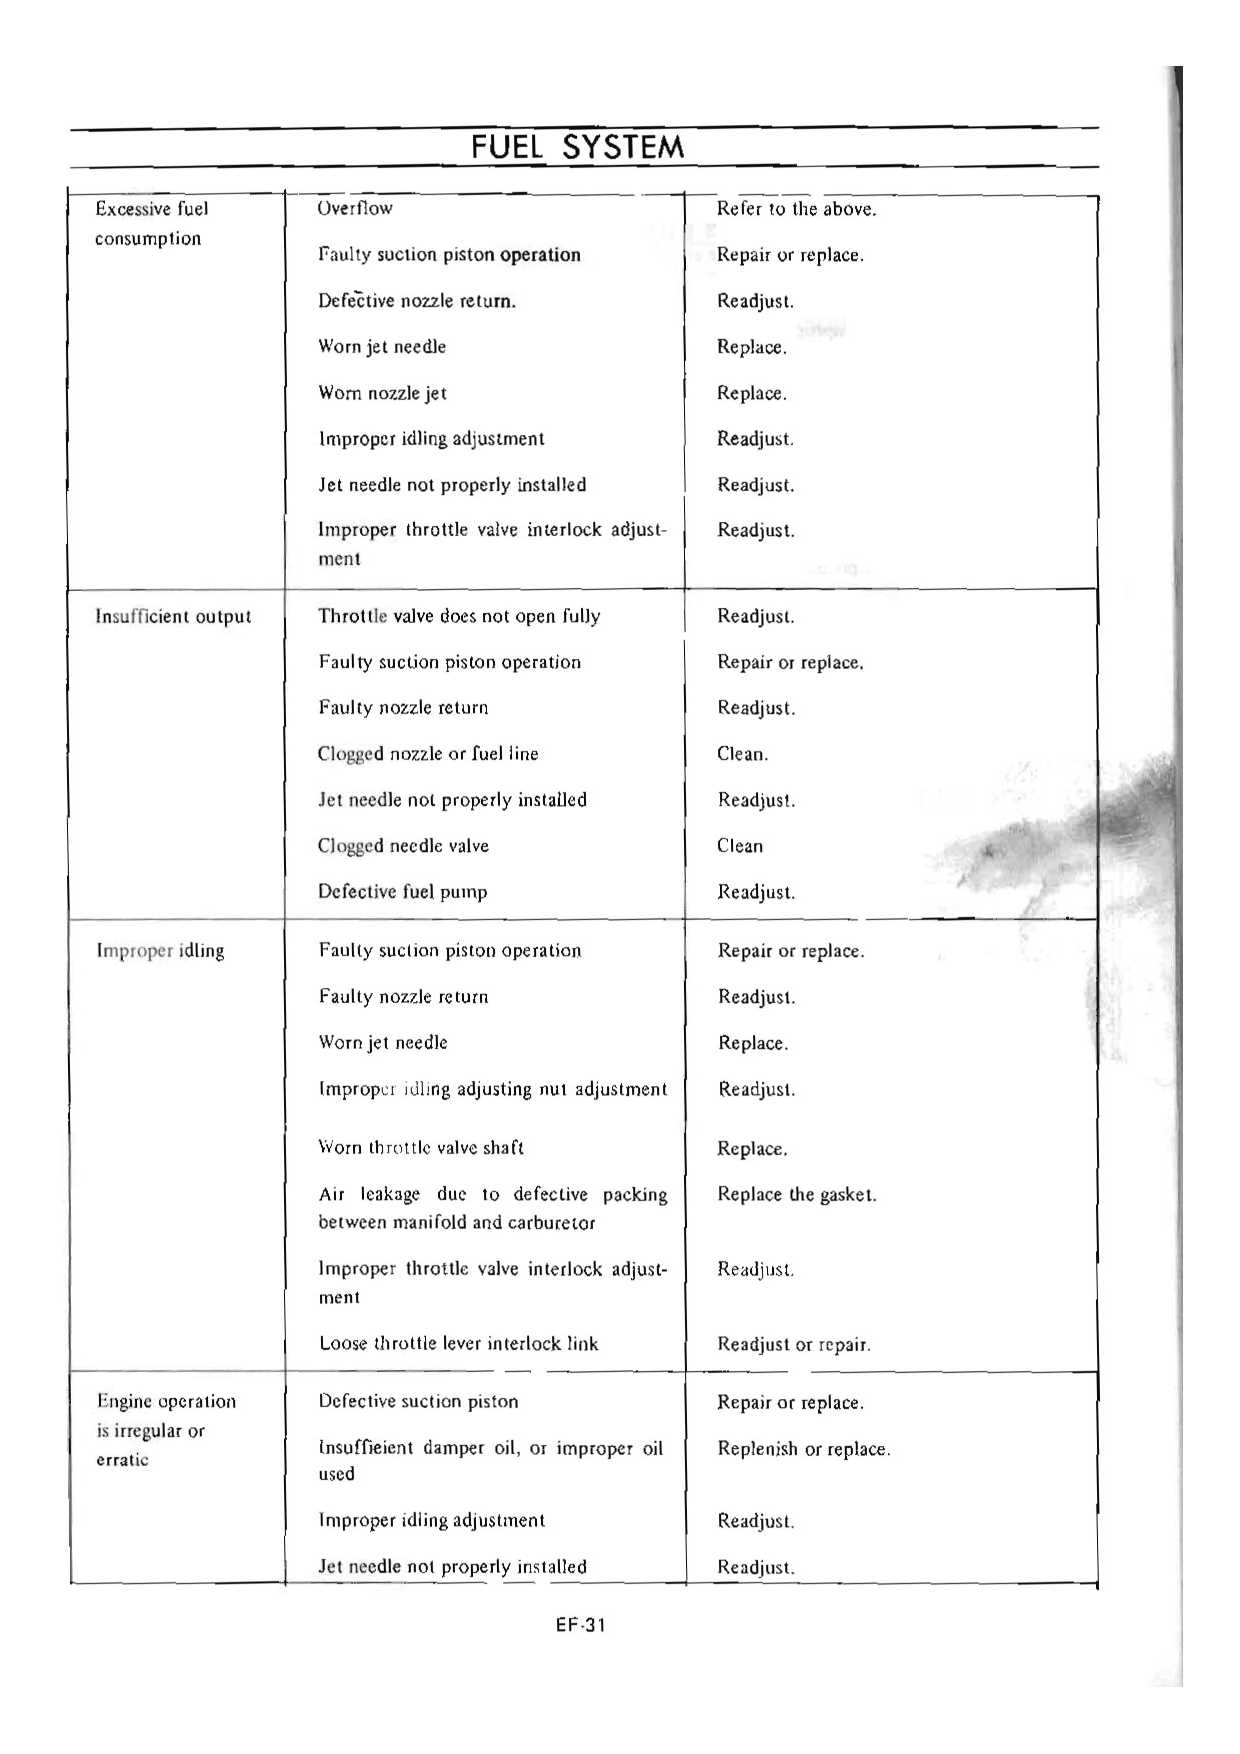 FUEL SYSTEM
Excessive fuel
consumption
Overflow
Refer to the above.
Faulty suction piston operation
Repair or replace.
Defective nozzle return.
Readjust.
Worn jet needle
Replace.
Worn nozzle jet
Replace.
Improper idling adjustment
Readjust.
Jet needle not properly installed
Readjust.
Improper throttle valve interlock adjust-
ment
Readjust.
Insufficient output
Throttle valve does not open fully
Readjust.
Faulty suction piston operation
Repair or replace.
Faulty nozzle return
Readjust.
Clogged nozzle or fuel line
Clean.
Jet needle not properly installed
Readjust.
Clogged needle valve
Clean
Defective fuel pump
Readjust.
Improper idling
Faulty suction piston operation
Repair or replace.
Faulty nozzle return
Readjust.
Worn jet needle
Replace.
Improper idling adjusting nut adjustment
Readjust.
Worn throttle valve shaft
Replace.
Air leakage due to defective packing
between manifold and carburetor
Replace the gasket.
Improper throttle valve interlock adjust-
ment
Readjust.
Loose throttle lever interlock link
Readjust or repair.
Engine operation
is irregular or
erratic
Defective suction piston
Repair or replace.
Insuffieient damper oil, or improper oil
used
Replenish or replace.
Improper idling adjustment
Readjust.
Jet needle not properly installed
Readjust.
EF-31